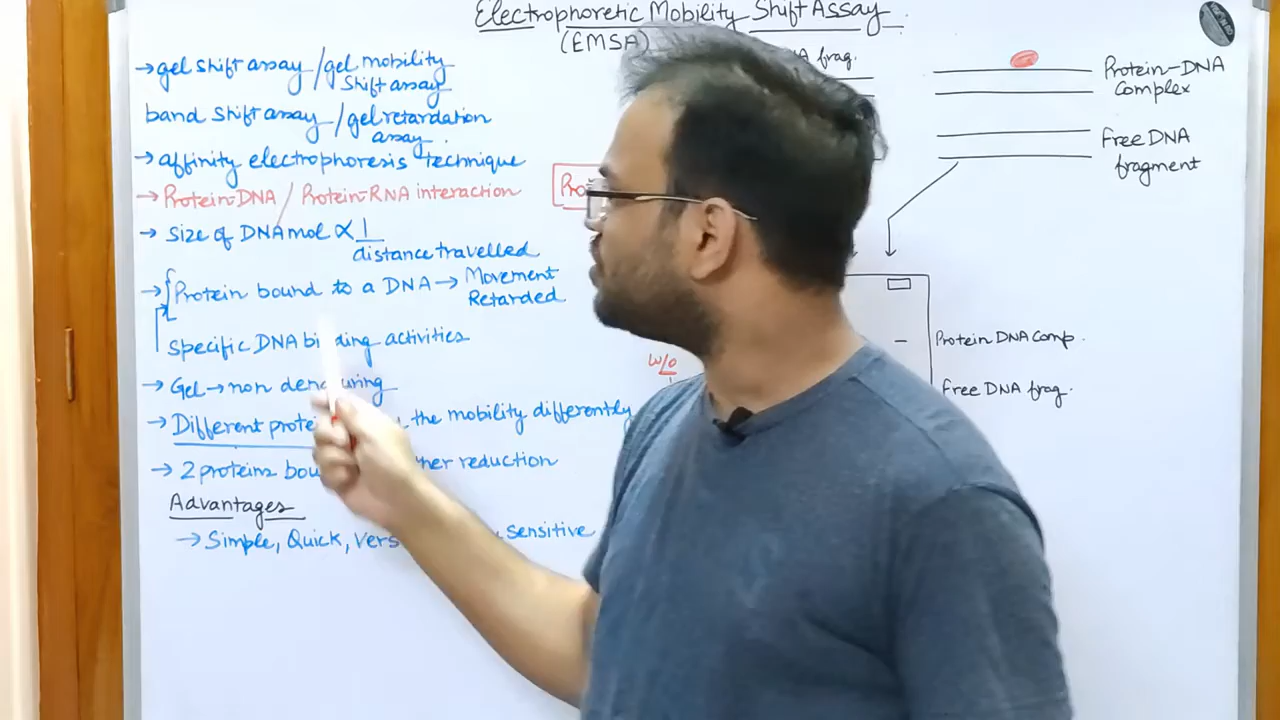 Electrophoretic Mobility Shift Assay
(EMSA)
→gel shift assay/gel mobility
shift assay
band shift assay/gel retardation
assay.
→affinity electrophoresis technique
→Protein-DNA / Protein-RNA interaction
→ size of DNA mol ∝ 1
distance travelled
→ {Protein bound to a DNA → Movement
Retarded
specific DNA binding activities
→ Gel → non denaturing
→ Different the mobility differently
→ 2 proteins reduction
Advantages
→ Simple, Quick, sensitive
frag.
Protein-DNA
Complex
Free DNA
fragment
w/o
Protein DNA comp.
Free DNA frag.